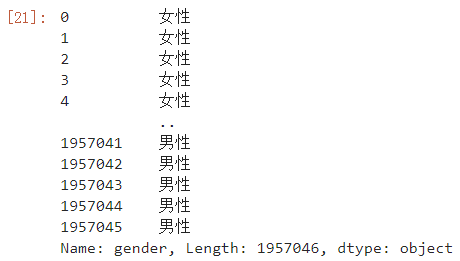 [21]: 0 女性
1 女性
2 女性
3 女性
4 女性
..
1957041 男性
1957042 男性
1957043 男性
1957044 男性
1957045 男性
Name: gender, Length: 1957046, dtype: object